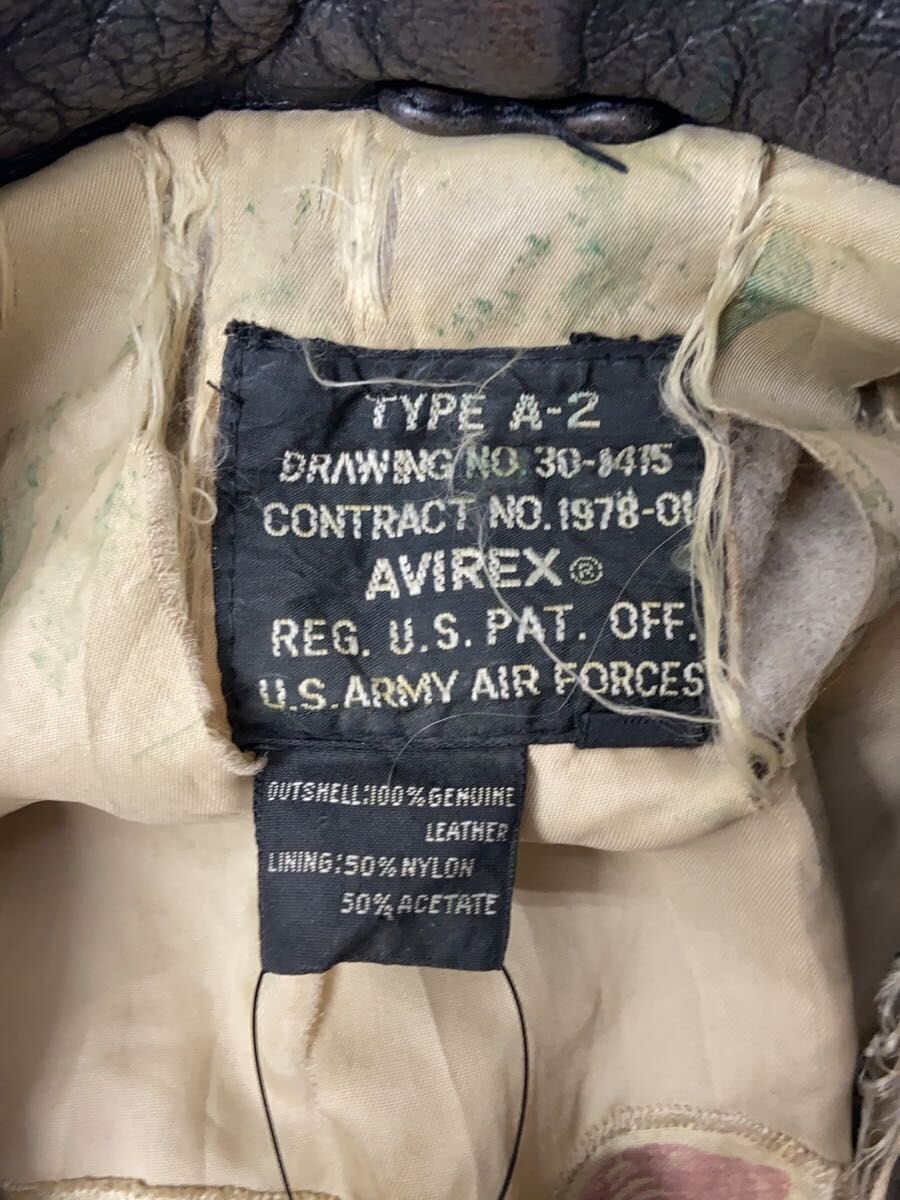 TYPE A-2
DRAWING NO. 30-1415
CONTRACT NO. 1978-01
AVIREX®
REG. U.S. PAT. OFF.
U.S. ARMY AIR FORCES
OUTSHELL:100%GENUINE
LEATHER
LINING:50%NYLON
50%ACETATE